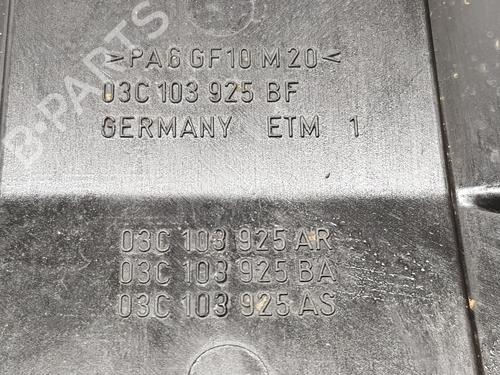 >PA6 GF10 M20<
03C 103 925 BF
GERMANY ETM 1
03C 103 925 AR
03C 103 925 BA
03C 103 925 AS
B-PARTS